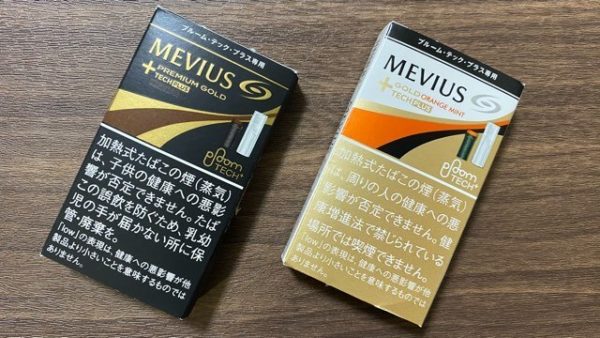 プルーム・テック・プラス専用
MEVIUS
PREMIUM GOLD
TECH PLUS
Ploom
TECH+
加熱式たばこの煙(蒸気)
は、子供の健康への悪影
響が否定できません。たば
この誤飲を防ぐため、乳幼
児の手が届かない所に保
管・廃棄を。
「low」の表現は、健康への悪影響が他
製品より小さいことを意味するものでは
ありません。
プルーム・テック・プラス専用
MEVIUS
GOLD ORANGE MINT
TECH PLUS
Ploom
TECH+
加熱式たばこの煙(蒸気)
は、周りの人の健康への悪
影響が否定できません。健
康増進法で禁じられている
場所では喫煙できません。
「low」の表現は、健康への悪影響が他
製品より小さいことを意味するものでは
ありません。